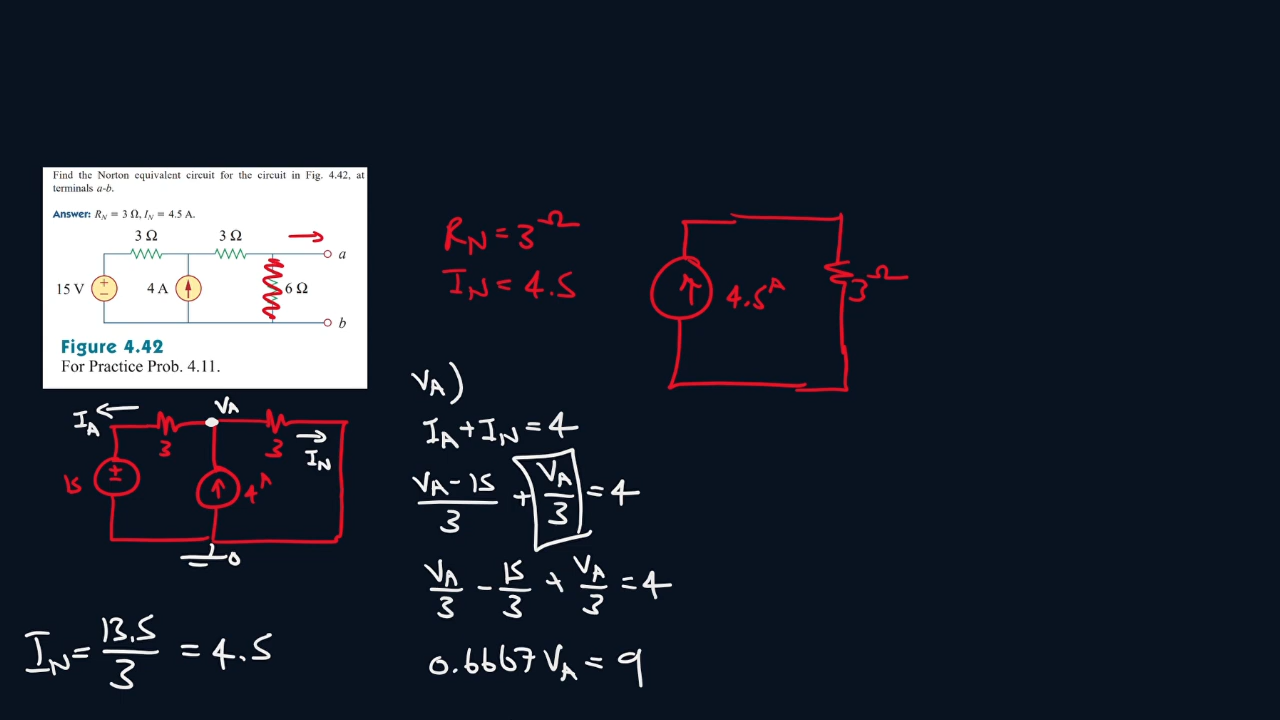 Find the Norton equivalent circuit for the circuit in Fig. 4.42, at
terminals a-b.
Answer: R_N = 3 Ω, I_N = 4.5 A.
3 Ω 3 Ω
a
15 V + − 4 A 6 Ω
b
Figure 4.42
For Practice Prob. 4.11.
R_N = 3 Ω
I_N = 4.5
4.5 A 3 Ω
I_A V_A
3 3 I_N
15 ± 4 A
0
I_N = 13.5/3 = 4.5
V_A)
I_A + I_N = 4
(V_A - 15)/3 + V_A/3 = 4
V_A/3 - 15/3 + V_A/3 = 4
0.6667 V_A = 9